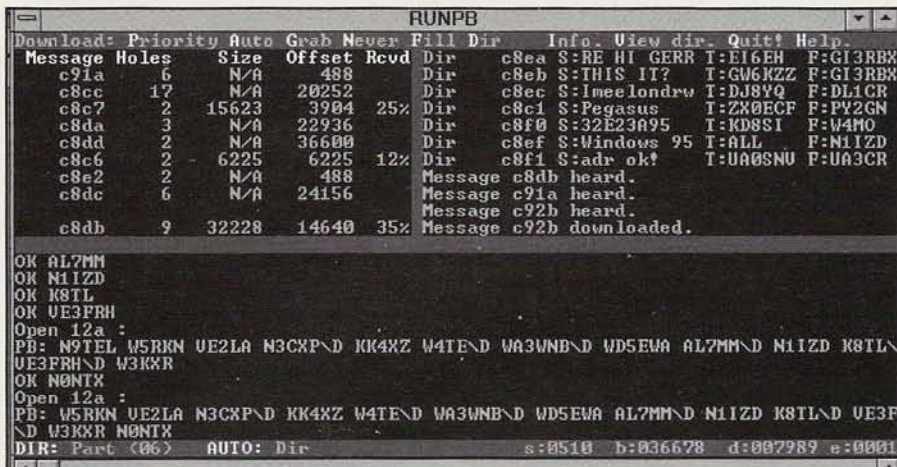 RUNPB
Download: Priority Auto Grab Never Fill Dir Info. View dir. Quit! Help.
Message Holes Size Offset Rcvd Dir c8ea S:RE HI GERR T:EI6EH F:GI3RBX
c91a 6 N/A 488 Dir c8eb S:THIS IT? T:GW6KZZ F:GI3RBX
c8cc 17 N/A 20252 Dir c8ec S:Imeelondrw T:DJ8YQ F:DL1CR
c8c7 2 15623 3904 25% Dir c8c1 S:Pegasus T:ZX0ECF F:PY2GN
c8da 3 N/A 22936 Dir c8f0 S:32E23A95 T:KD8SI F:W4MO
c8dd 2 N/A 36600 Dir c8ef S:Windows 95 T:ALL F:N1IZD
c8c6 2 6225 6225 12% Dir c8f1 S:adr ok! T:UA0SNV F:UA3CR
c8e2 2 N/A 488 Message c8db heard.
c8dc 6 N/A 24156 Message c91a heard.
Message c92b heard.
c8db 9 32228 14640 35% Message c92b downloaded.
OK AL7MM
OK N1IZD
OK K8TL
OK VE3FRH
Open 12a :
PB: N9TEL W5RKN VE2LA N3CXP\D KK4XZ W4TE\D WA3WNB\D WD5EWA AL7MM\D N1IZD K8TL\
VE3FRH\D W3KXR
OK N0NTX
Open 12a :
PB: W5RKN VE2LA N3CXP\D KK4XZ W4TE\D WA3WNB\D WD5EWA AL7MM\D N1IZD K8TL\D VE3F
\D W3KXR N0NTX
DIR: Part (06) AUTO: Dir s:0510 b:036678 d:007989 e:0001